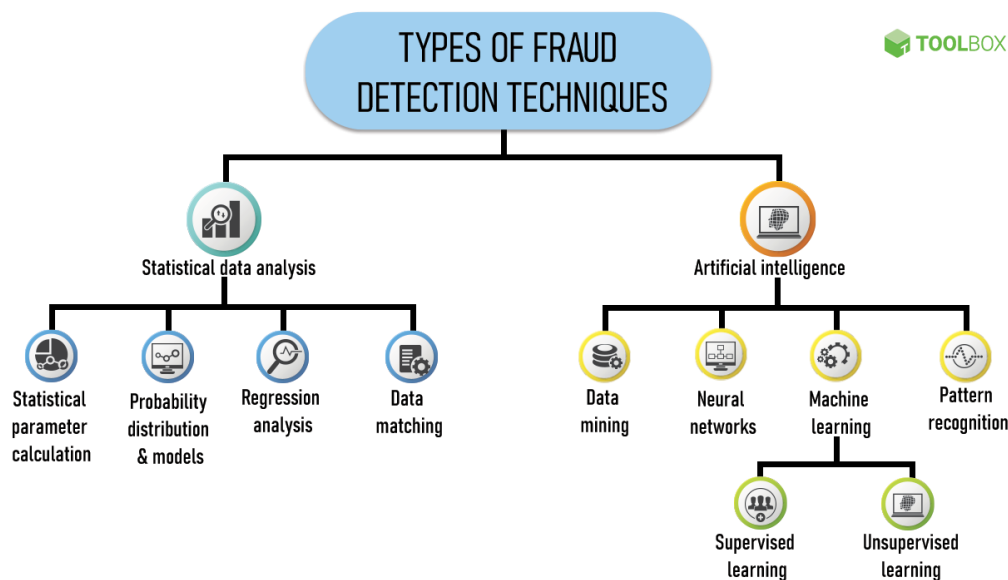 TYPES OF FRAUD
DETECTION TECHNIQUES
TOOLBOX
Statistical data analysis
Artificial intelligence
Statistical
parameter
calculation
Probability
distribution
& models
Regression
analysis
Data
matching
Data
mining
Neural
networks
Machine
learning
Pattern
recognition
Supervised
learning
Unsupervised
learning